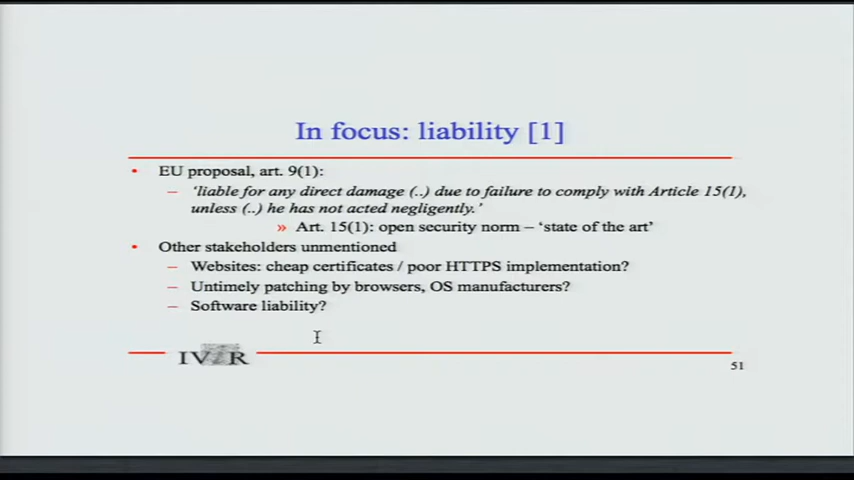 In focus: liability [1]
• EU proposal, art. 9(1):
– 'liable for any direct damage (..) due to failure to comply with Article 15(1),
unless (..) he has not acted negligently.'
» Art. 15(1): open security norm – 'state of the art'
• Other stakeholders unmentioned
– Websites: cheap certificates / poor HTTPS implementation?
– Untimely patching by browsers, OS manufacturers?
– Software liability?
IViR
51